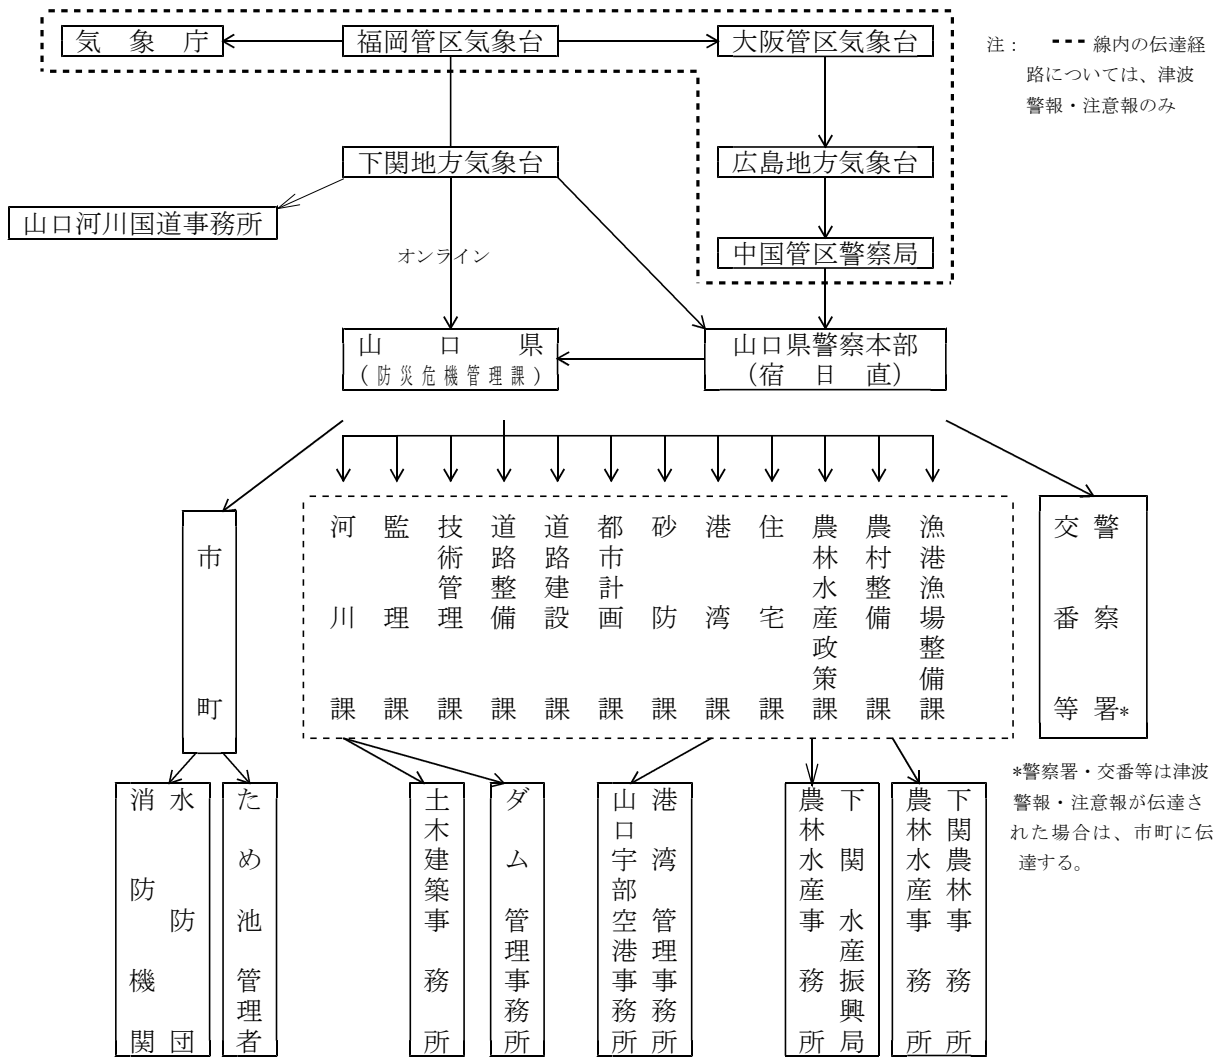 気象庁
福岡管区気象台
大阪管区気象台
注：　━━━線内の伝達経
路については、津波
警報・注意報のみ
下関地方気象台
広島地方気象台
山口河川国道事務所
オンライン
中国管区警察局
山口県
（防災危機管理課）
山口県警察本部
（宿日直）
市町
河川課
監理課
技術管理課
道路整備課
道路建設課
都市計画課
砂防課
港湾課
住宅課
農林水産政策課
農村整備課
漁港漁場整備課
警察署*
交番等
*警察署・交番等は津波
警報・注意報が伝達さ
れた場合は、市町に伝
達する。
水防団
消防機関
ため池管理者
土木建築事務所
ダム管理事務所
港湾管理事務所
山口宇部空港事務所
下関水産振興局
農林水産事務所
下関農林事務所
農林水産事務所